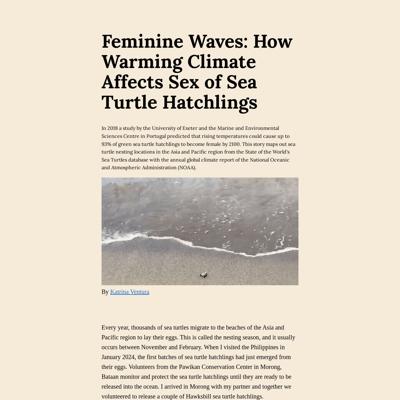 Feminine Waves: How
Warming Climate
Affects Sex of Sea
Turtle Hatchlings
In 2018 a study by the University of Exeter and the Marine and Environmental
Sciences Centre in Portugal predicted that rising temperatures could cause up to
93% of green sea turtle hatchlings to become female by 2100. This story maps out sea
turtle nesting locations in the Asia and Pacific region from the State of the World's
Sea Turtles database with the annual global climate report of the National Oceanic
and Atmospheric Administration (NOAA).
By Katrina Ventura
Every year, thousands of sea turtles migrate to the beaches of the Asia and
Pacific region to lay their eggs. This is called the nesting season, and it usually
occurs between November and February. When I visited the Philippines in
January 2024, the first batches of sea turtle hatchlings had just emerged from
their eggs. Volunteers from the Pawikan Conservation Center in Morong,
Bataan monitor and protect the sea turtle hatchlings until they are ready to be
released into the ocean. I arrived in Morong with my partner and together we
volunteered to release a couple of Hawksbill sea turtle hatchlings.